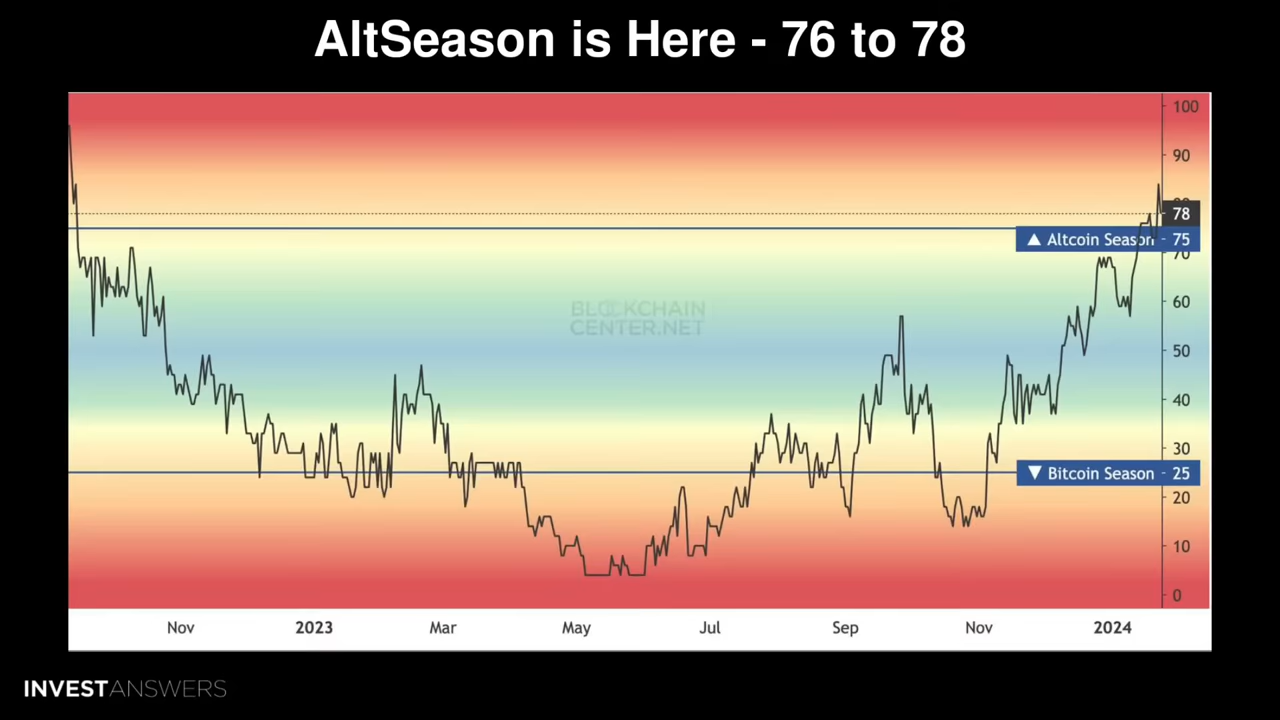 AltSeason is Here - 76 to 78
100
90
80
78
▲ Altcoin Season - 75
70
60
50
40
30
▼ Bitcoin Season - 25
20
10
0
BLOCKCHAIN
CENTER.NET
Nov 2023 Mar May Jul Sep Nov 2024
INVESTANSWERS